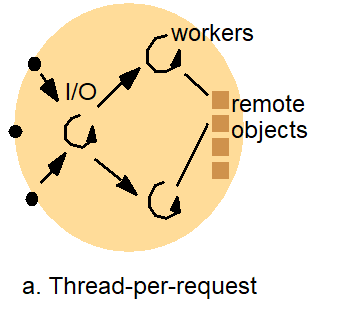 workers
I/O
remote
objects
a. Thread-per-request